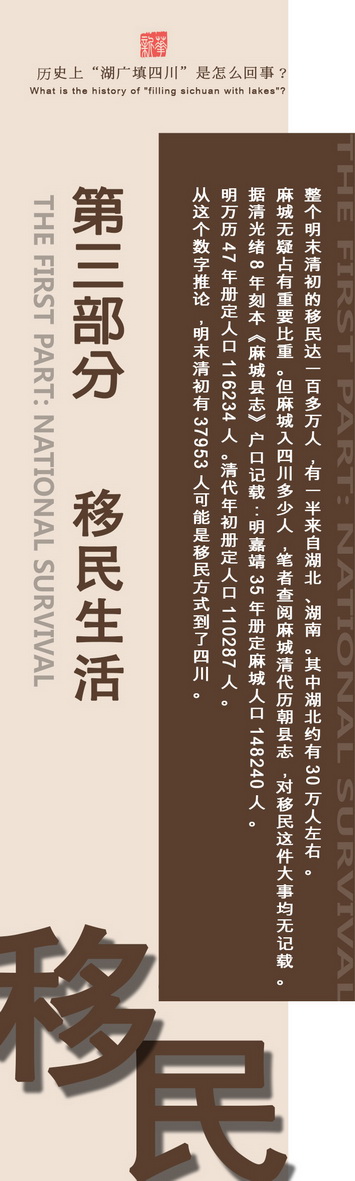 新華
历史上“湖广填四川”是怎么回事？
What is the history of "filling sichuan with lakes"?
第三部分 移民生活
THE FIRST PART: NATIONAL SURVIVAL
整个明末清初的移民达一百多万人，有一半来自湖北、湖南。其中湖北约有30万人左右。
麻城无疑占有重要比重。但麻城入四川多少人，笔者查阅麻城清代历朝县志，对移民这件大事均无记载。
据清光绪8年刻本《麻城县志》户口记载：明嘉靖35年册定麻城人口148240人。
明万历47年册定人口116234人。清代年初册定人口110287人。
从这个数字推论，明末清初有37953人可能是移民方式到了四川。
THE FIRST PART: NATIONAL SURVIVAL
移民